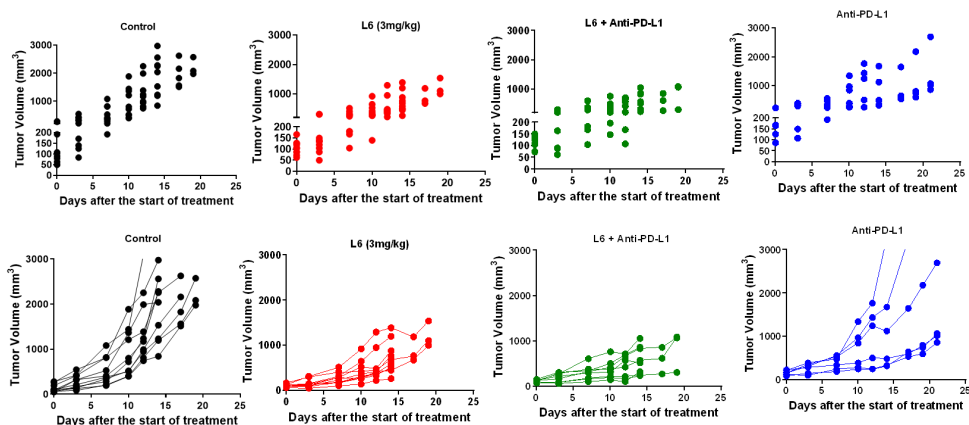 Control
Tumor Volume (mm³)
3000
2000
1000
200
150
100
50
0
0 5 10 15 20 25
Days after the start of treatment
L6 (3mg/kg)
Tumor Volume (mm³)
3000
2000
1000
200
150
100
50
0
0 5 10 15 20 25
Days after the start of treatment
L6 + Anti-PD-L1
Tumor Volume (mm³)
3000
2000
1000
200
150
100
50
0
0 5 10 15 20 25
Days after the start of treatment
Anti-PD-L1
Tumor Volume (mm³)
3000
2000
1000
200
150
100
50
0
0 5 10 15 20 25
Days after the start of treatment
Control
Tumor Volume (mm³)
3000
2000
1000
0
0 5 10 15 20 25
Days after the start of treatment
L6 (3mg/kg)
Tumor Volume (mm³)
3000
2000
1000
0
0 5 10 15 20 25
Days after the start of treatment
L6 + Anti-PD-L1
Tumor Volume (mm³)
3000
2000
1000
0
0 5 10 15 20 25
Days after the start of treatment
Anti-PD-L1
Tumor Volume (mm³)
3000
2000
1000
0
0 5 10 15 20 25
Days after the start of treatment